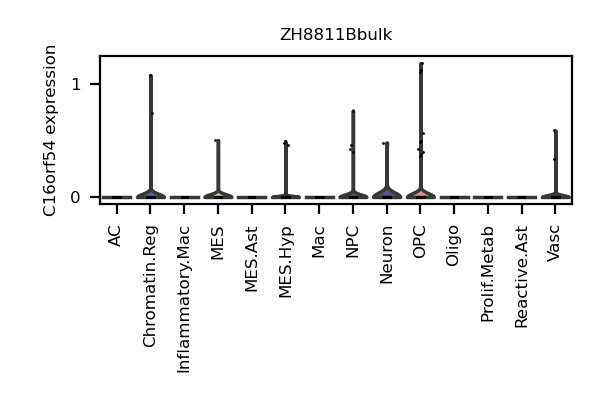 ZH8811Bbulk
C16orf54 expression
1
0
AC
Chromatin.Reg
Inflammatory.Mac
MES
MES.Ast
MES.Hyp
Mac
NPC
Neuron
OPC
Oligo
Prolif.Metab
Reactive.Ast
Vasc